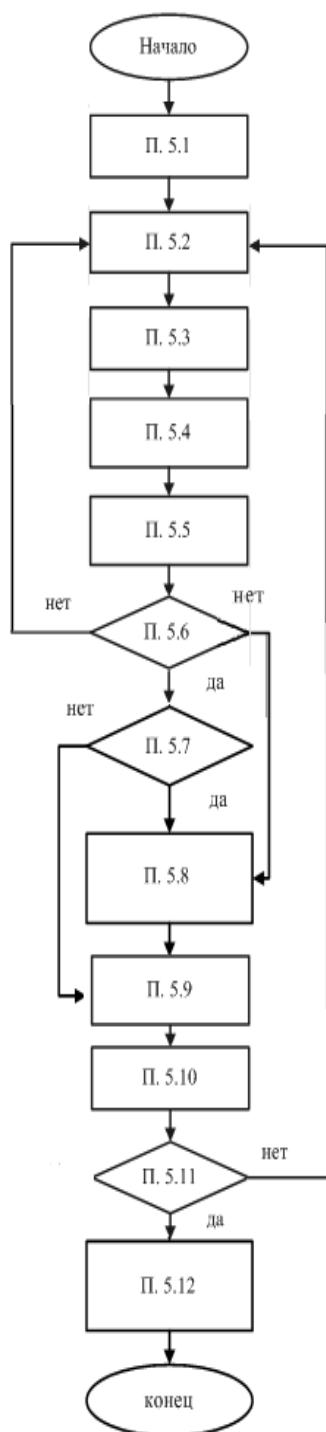 Начало
П. 5.1
П. 5.2
П. 5.3
П. 5.4
П. 5.5
нет
нет
П. 5.6
да
нет
П. 5.7
да
П. 5.8
П. 5.9
П. 5.10
нет
П. 5.11
да
П. 5.12
конец